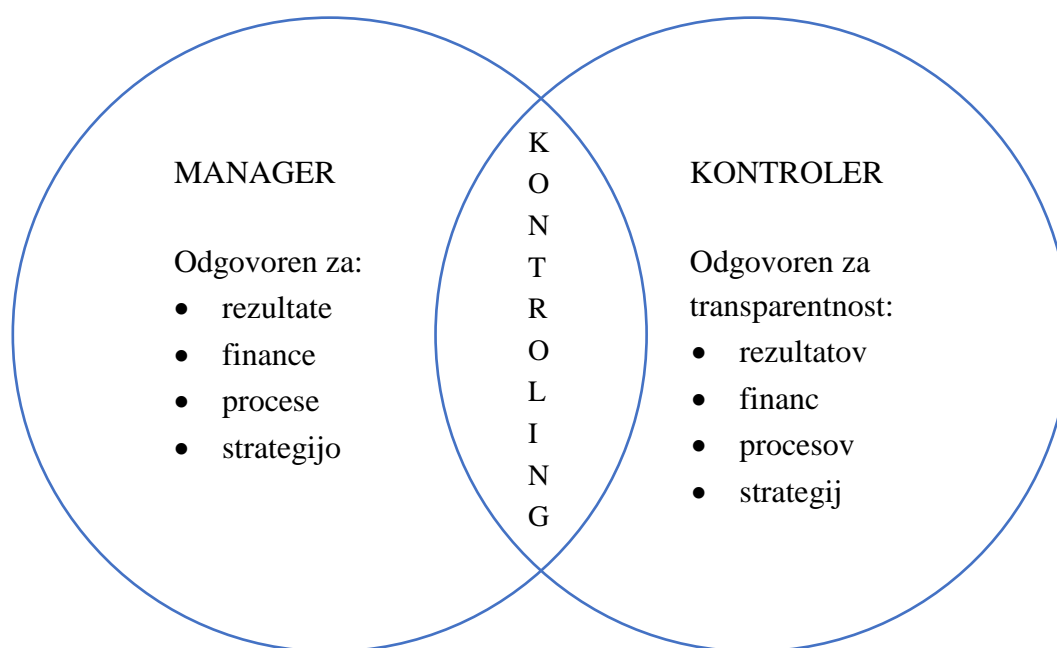 MANAGER
Odgovoren za:
• rezultate
• finance
• procese
• strategijo
K
O
N
T
R
O
L
I
N
G
KONTROLER
Odgovoren za
transparentnost:
• rezultatov
• financ
• procesov
• strategij